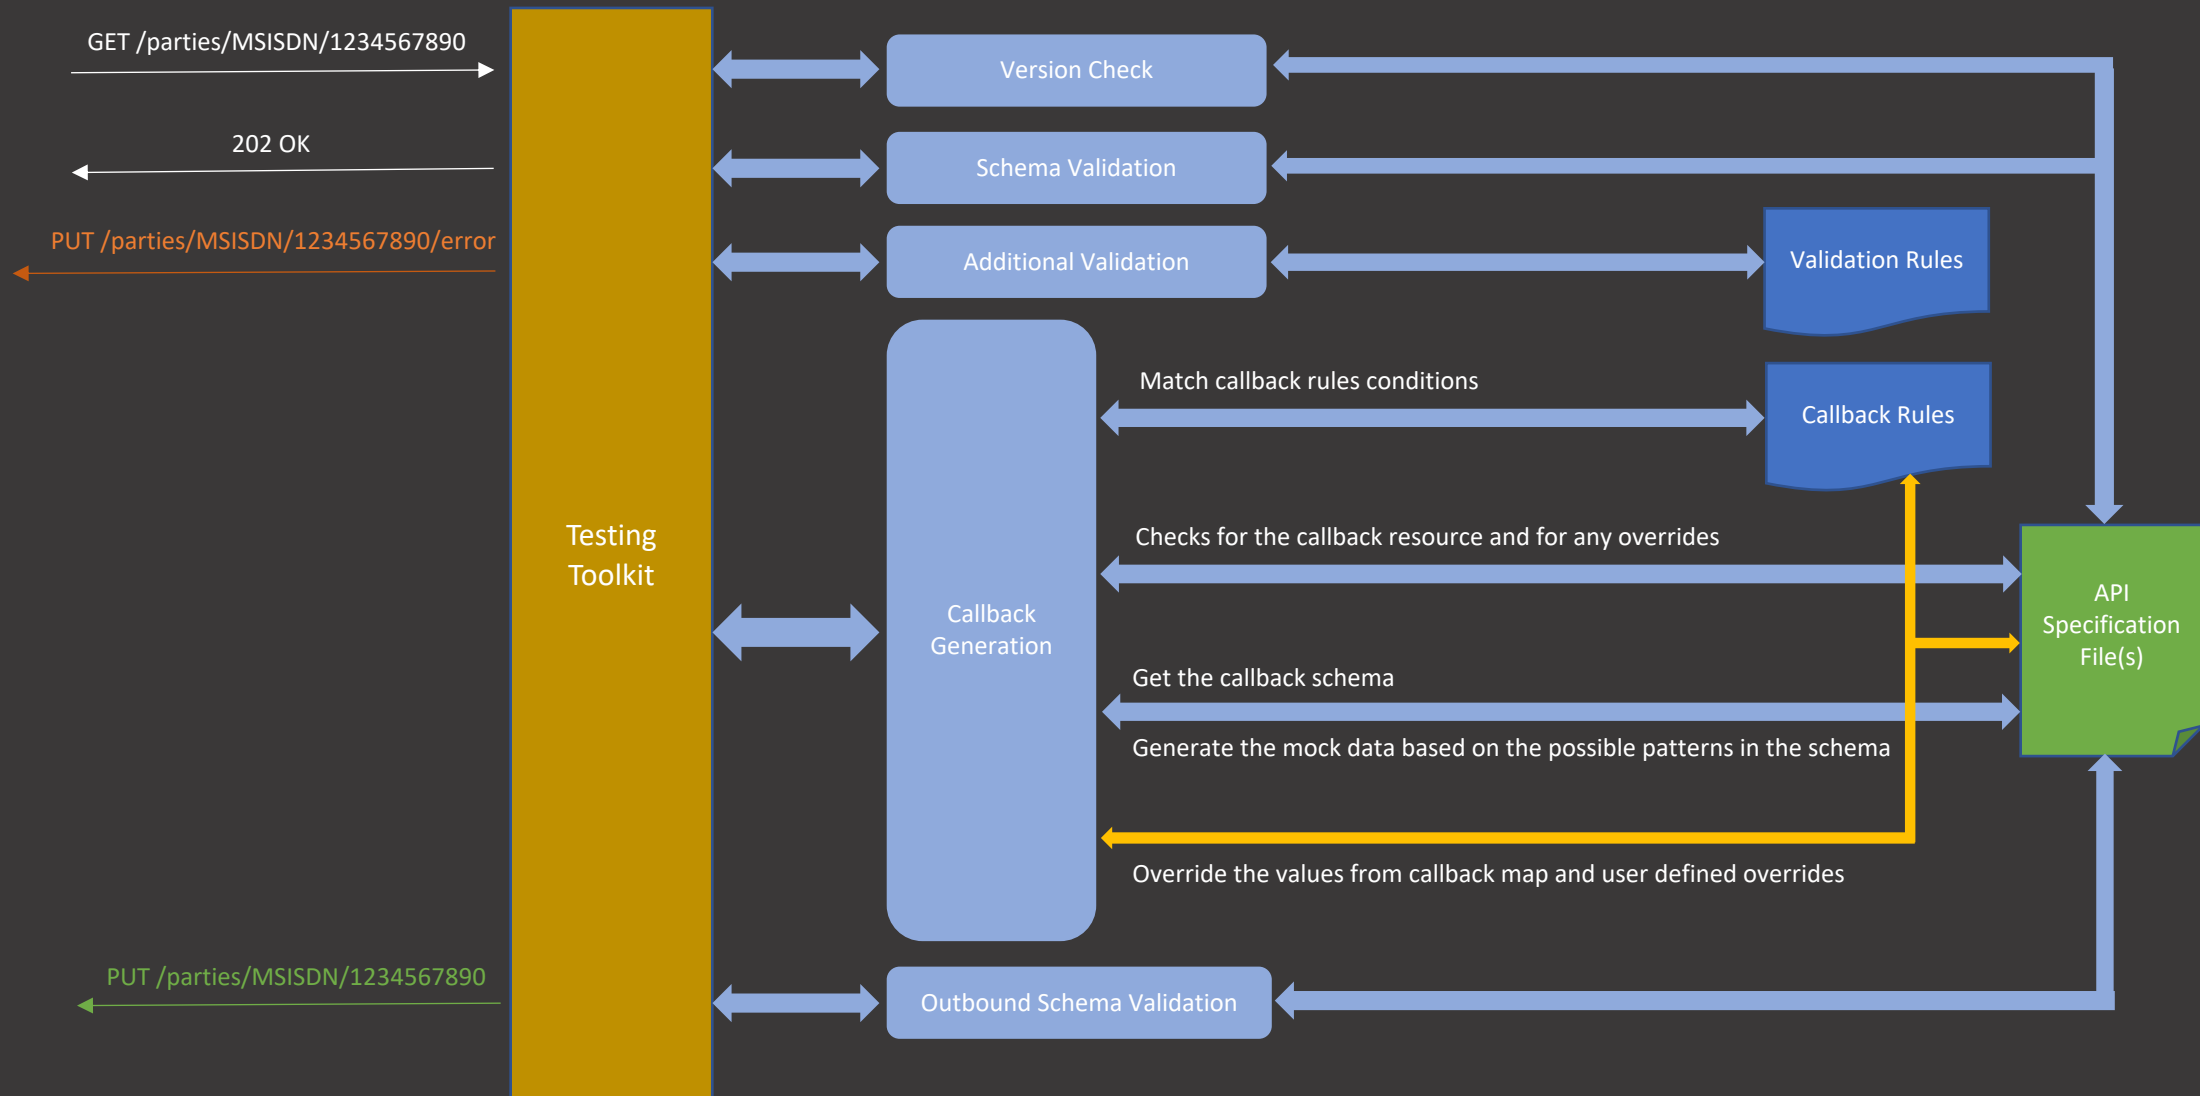 GET /parties/MSISDN/1234567890
Version Check
202 OK
Schema Validation
PUT /parties/MSISDN/1234567890/error
Additional Validation
Validation Rules
Match callback rules conditions
Callback Rules
Testing
Toolkit
Checks for the callback resource and for any overrides
Callback
Generation
API
Specification
File(s)
Get the callback schema
Generate the mock data based on the possible patterns in the schema
Override the values from callback map and user defined overrides
PUT /parties/MSISDN/1234567890
Outbound Schema Validation